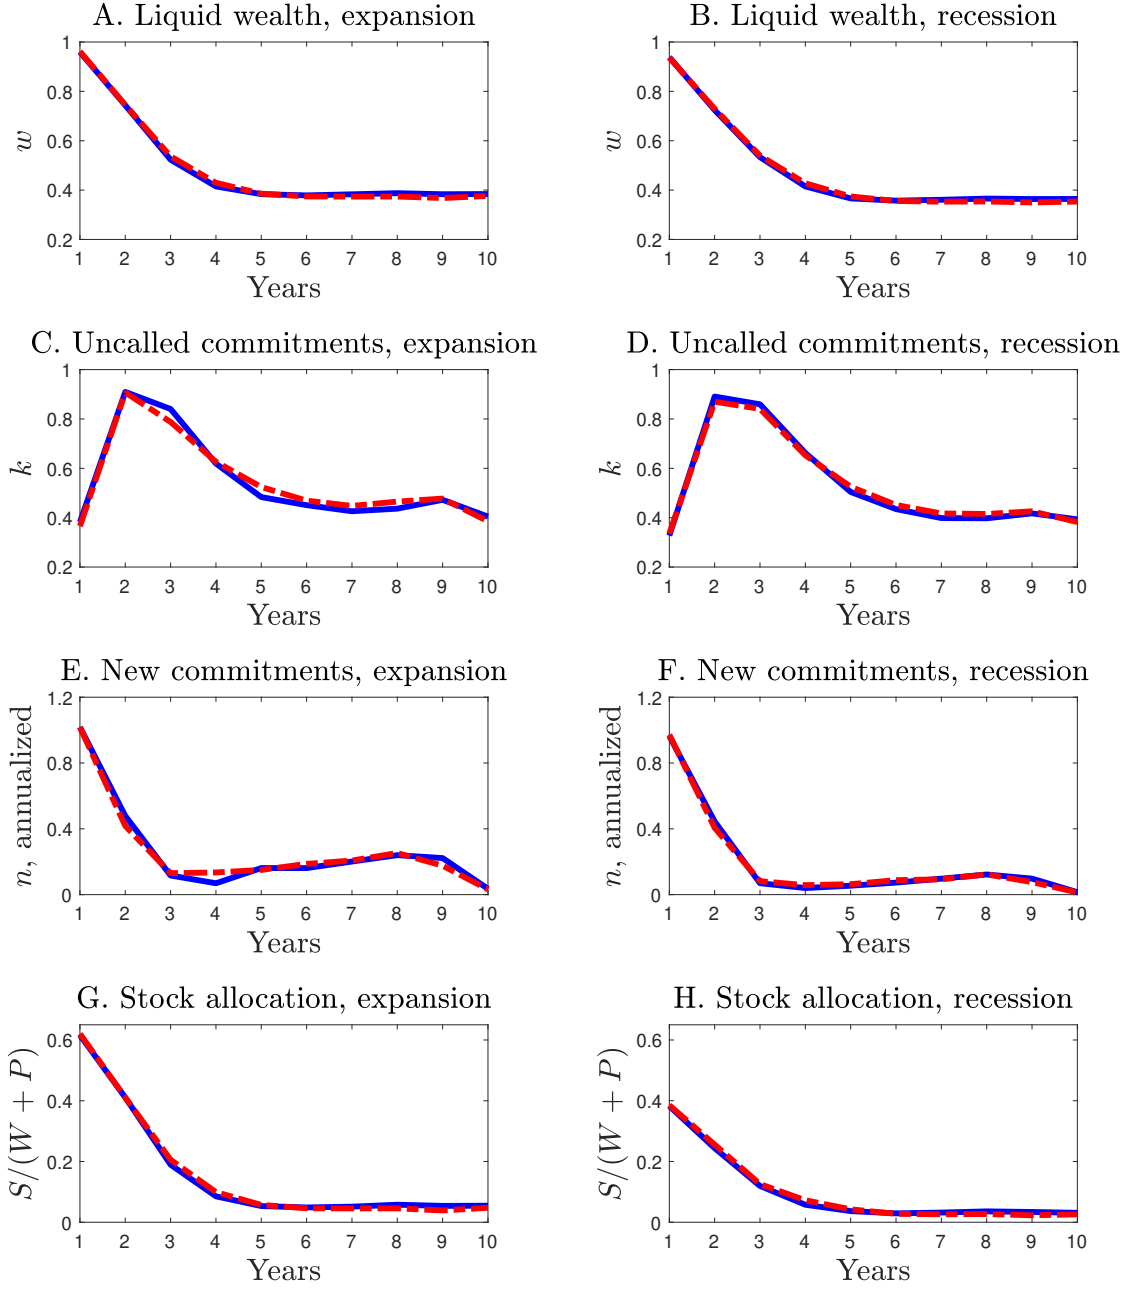 A. Liquid wealth, expansion
1
0.8
0.6
0.4
0.2
w
1 2 3 4 5 6 7 8 9 10
Years
B. Liquid wealth, recession
1
0.8
0.6
0.4
0.2
w
1 2 3 4 5 6 7 8 9 10
Years
C. Uncalled commitments, expansion
1
0.8
0.6
0.4
0.2
k
1 2 3 4 5 6 7 8 9 10
Years
D. Uncalled commitments, recession
1
0.8
0.6
0.4
0.2
k
1 2 3 4 5 6 7 8 9 10
Years
E. New commitments, expansion
1.2
0.8
0.4
0
n, annualized
1 2 3 4 5 6 7 8 9 10
Years
F. New commitments, recession
1.2
0.8
0.4
0
n, annualized
1 2 3 4 5 6 7 8 9 10
Years
G. Stock allocation, expansion
0.6
0.4
0.2
0
S/(W + P)
1 2 3 4 5 6 7 8 9 10
Years
H. Stock allocation, recession
0.6
0.4
0.2
0
S/(W + P)
1 2 3 4 5 6 7 8 9 10
Years